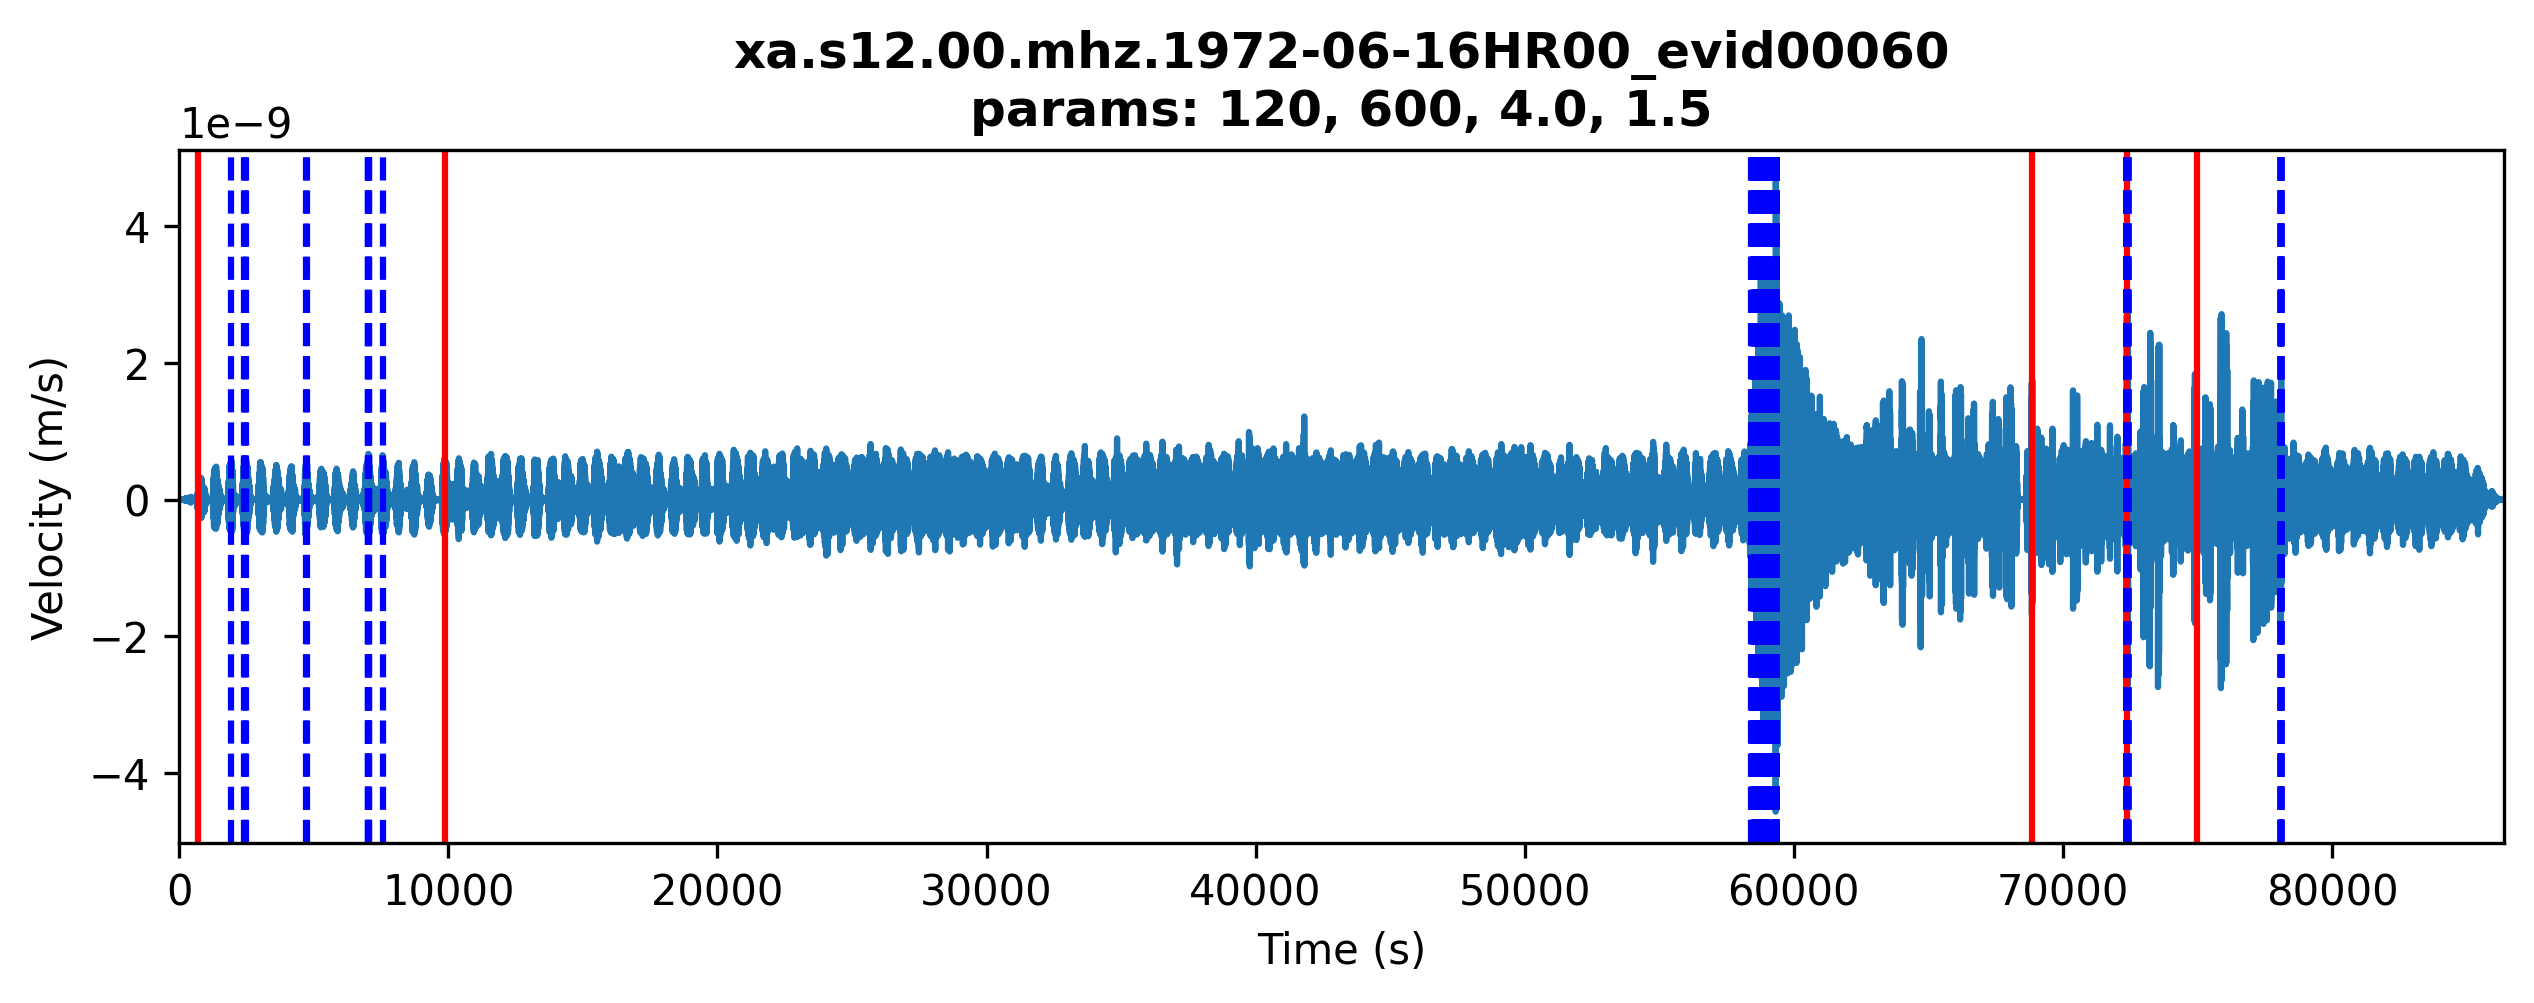 xa.s12.00.mhz.1972-06-16HR00_evid00060
params: 120, 600, 4.0, 1.5
1e−9
4
2
0
−2
−4
Velocity (m/s)
0 10000 20000 30000 40000 50000 60000 70000 80000
Time (s)